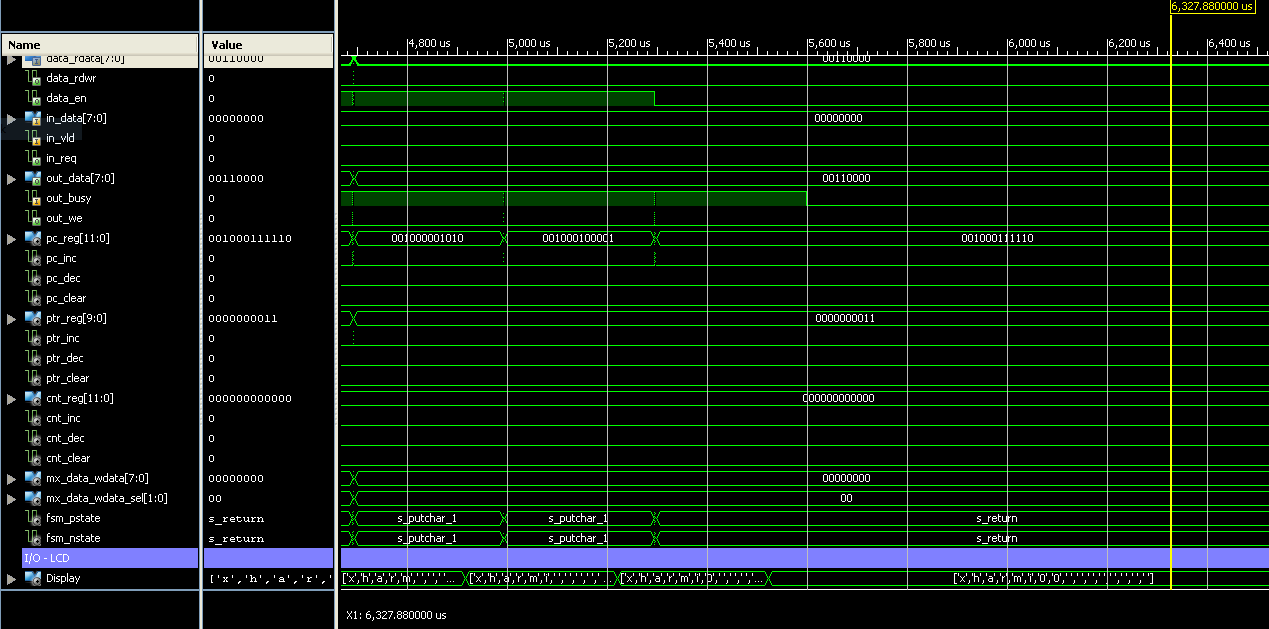 6,327.880000 us
Name Value 4,800 us 5,000 us 5,200 us 5,400 us 5,600 us 5,800 us 6,000 us 6,200 us 6,400 us
data_rdata[7:0] 00110000 00110000
data_rdwr 0
data_en 0
in_data[7:0] 00000000 00000000
in_vld 0
in_req 0
out_data[7:0] 00110000 00110000
out_busy 0
out_we 0
pc_reg[11:0] 001000111110 001000001010 001000100001 001000111110
pc_inc 0
pc_dec 0
pc_clear 0
ptr_reg[9:0] 0000000011 0000000011
ptr_inc 0
ptr_dec 0
ptr_clear 0
cnt_reg[11:0] 000000000000 000000000000
cnt_inc 0
cnt_dec 0
cnt_clear 0
mx_data_wdata[7:0] 00000000 00000000
mx_data_wdata_sel[1:0] 00 00
fsm_pstate s_return s_putchar_1 s_putchar_1 s_return
fsm_nstate s_return s_putchar_1 s_putchar_1 s_return
I/O - LCD
Display ['x','h','a','r',' ['x','h','a','r','m',' ',' ',' '... ['x','h','a','r','m','i',' ',' ',' ',' ... ['x','h','a','r','m','i','0',' ',' ',' ',' ... ['x','h','a','r','m','i','0','0',' ',' ',' ',' ',' ',' ',' ',' ']
X1: 6,327.880000 us